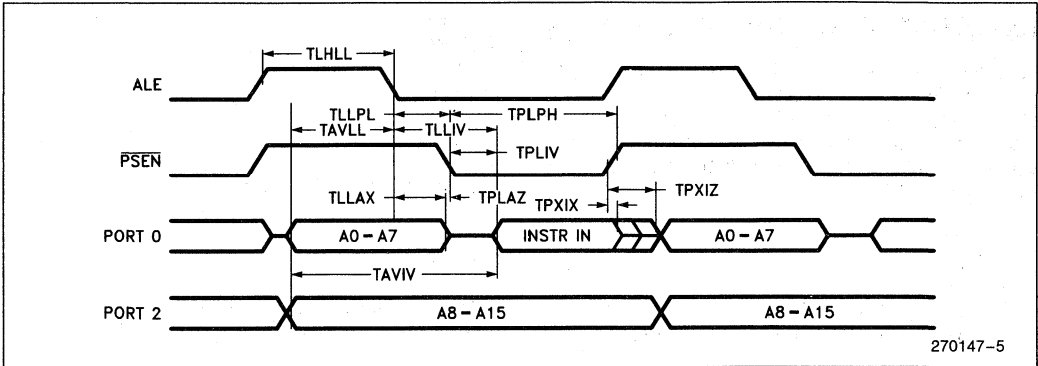 TLHLL
ALE
TLLPL
TPLPH
TAVLL
TLLIV
PSEN
TPLIV
TLLAX
TPLAZ
TPXIZ
TPXIX
PORT 0
A0-A7
INSTR IN
A0-A7
TAVIV
PORT 2
A8-A15
A8-A15
270147-5